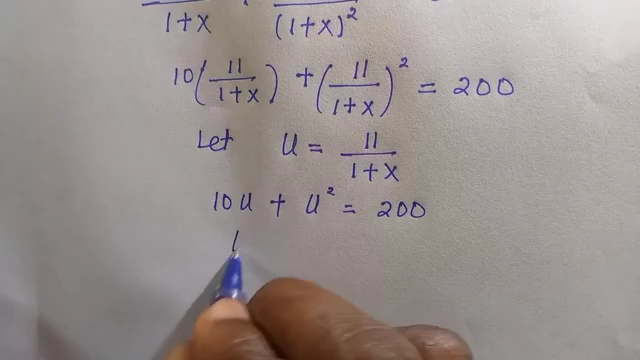 1+x (1+x)²
10(11/1+x) + (11/1+x)² = 200
Let u = 11/1+x
10u + u² = 200